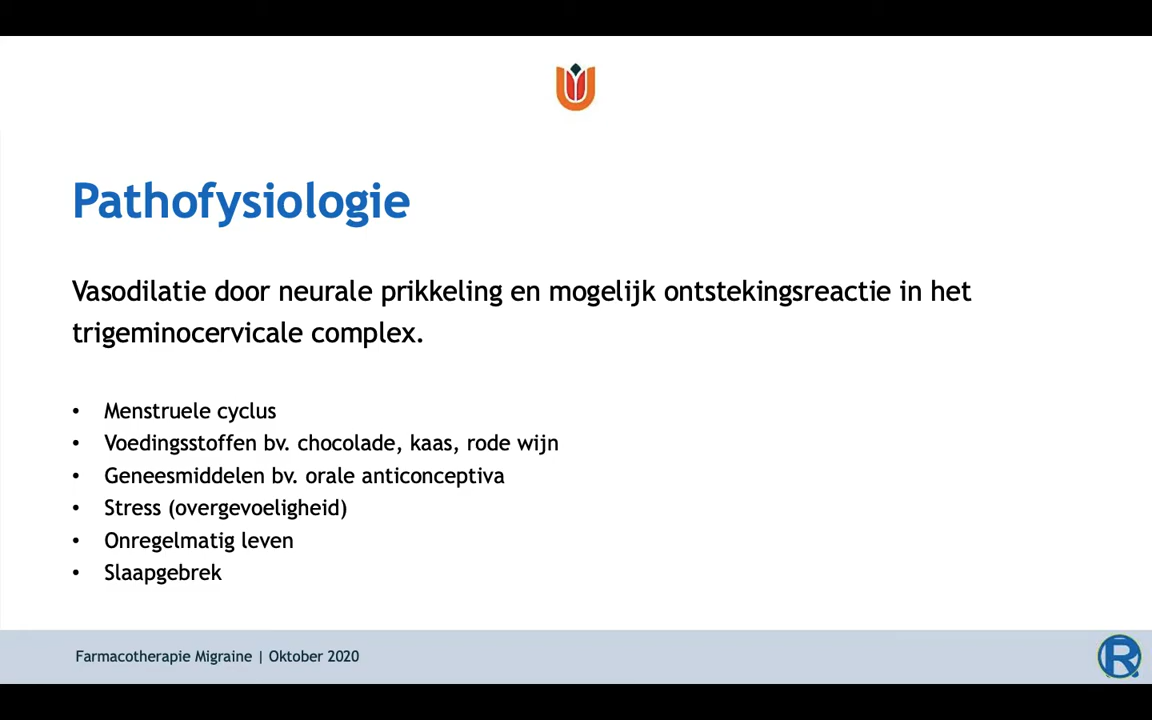 Pathofysiologie
Vasodilatie door neurale prikkeling en mogelijk ontstekingsreactie in het
trigeminocervicale complex.
• Menstruele cyclus
• Voedingsstoffen bv. chocolade, kaas, rode wijn
• Geneesmiddelen bv. orale anticonceptiva
• Stress (overgevoeligheid)
• Onregelmatig leven
• Slaapgebrek
Farmacotherapie Migraine | Oktober 2020
R